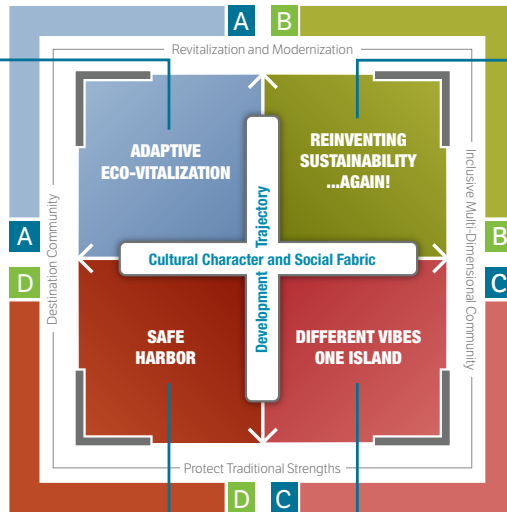 A B
Revitalization and Modernization
ADAPTIVE
ECO-VITALIZATION
REINVENTING
SUSTAINABILITY
...AGAIN!
Destination Community
Inclusive Multi-Dimensional Community
Development Trajectory
Cultural Character and Social Fabric
A
B
D
C
SAFE
HARBOR
DIFFERENT VIBES
ONE ISLAND
Protect Traditional Strengths
D C